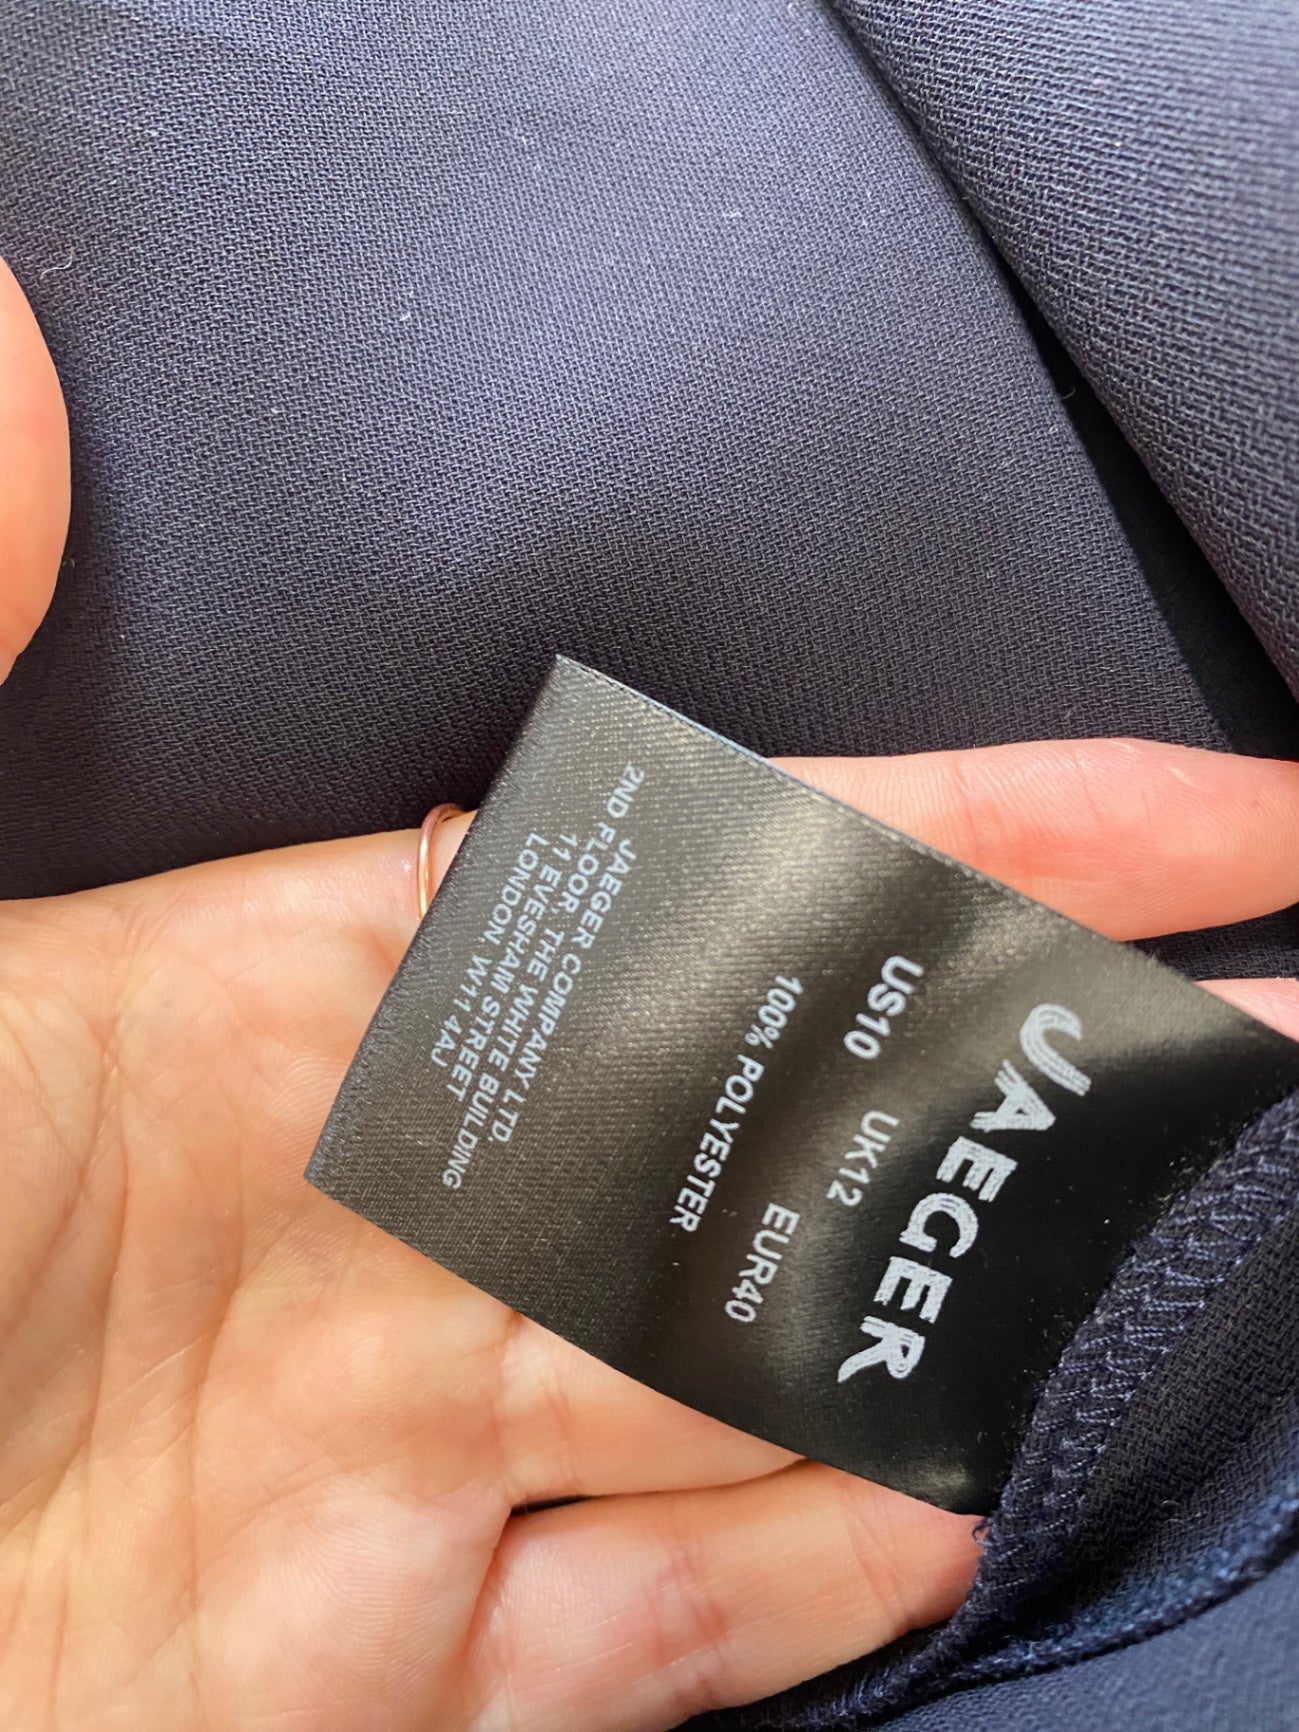 JAEGER
US10 UK12 EUR40
100% POLYESTER
JAEGER COMPANY LTD.
2ND FLOOR, THE WHITE BUILDING
11 EVESHAM STREET
LONDON, W11 4AJ